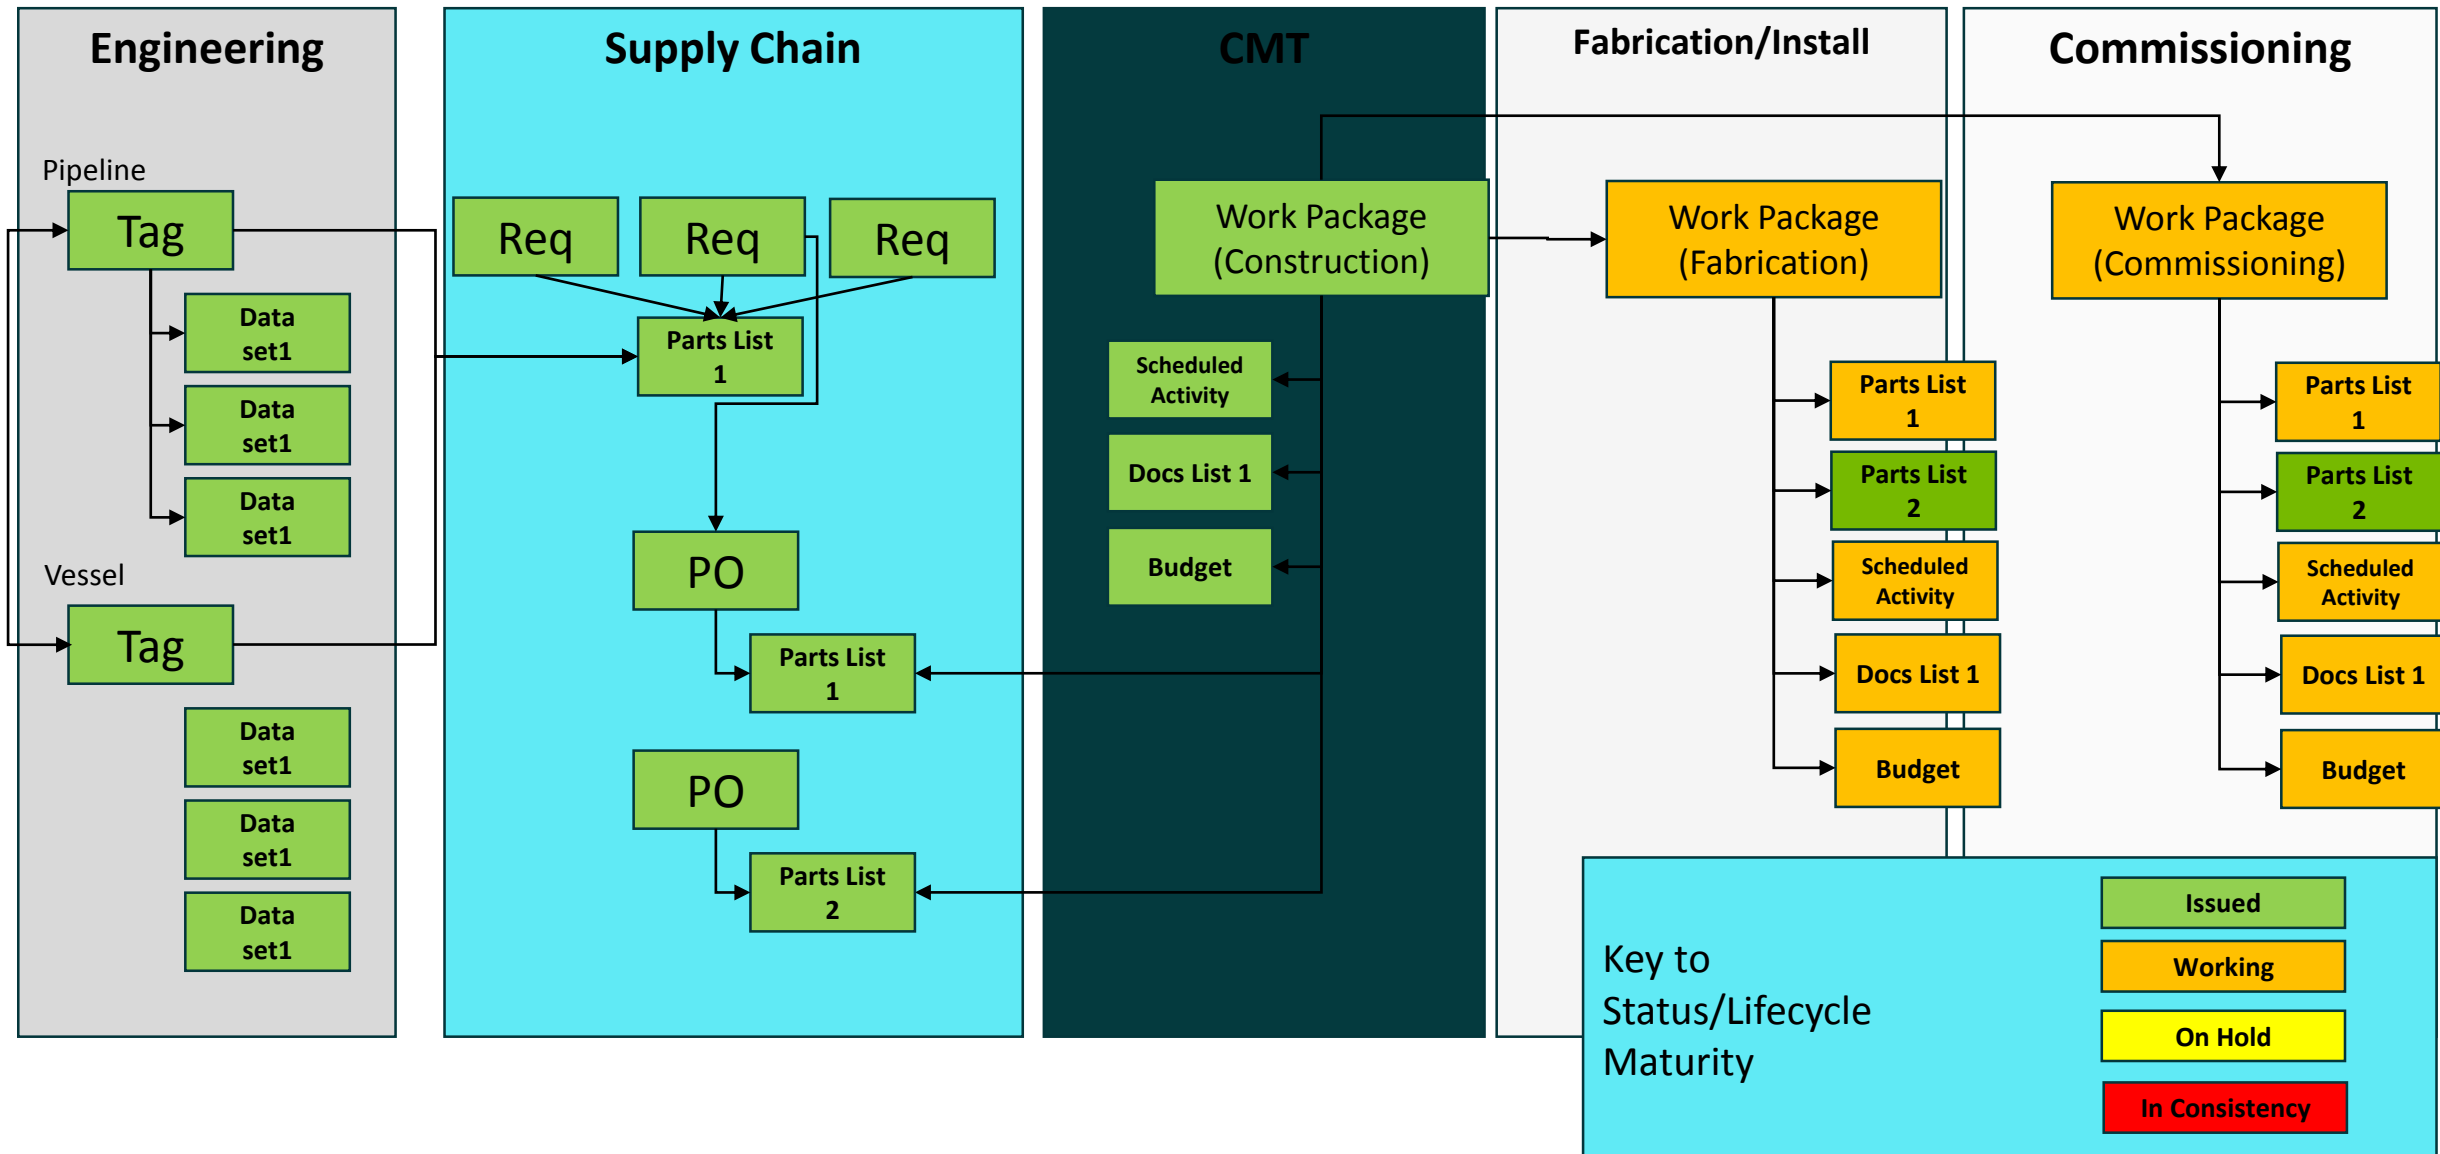 Engineering
Supply Chain
CMT
Fabrication/Install
Commissioning
Pipeline
Tag
Data
set1
Data
set1
Data
set1
Vessel
Tag
Data
set1
Data
set1
Data
set1
Req
Req
Req
Parts List
1
PO
Parts List
1
PO
Parts List
2
Work Package
(Construction)
Scheduled
Activity
Docs List 1
Budget
Work Package
(Fabrication)
Parts List
1
Parts List
2
Scheduled
Activity
Docs List 1
Budget
Work Package
(Commissioning)
Parts List
1
Parts List
2
Scheduled
Activity
Docs List 1
Budget
Key to
Status/Lifecycle
Maturity
Issued
Working
On Hold
In Consistency